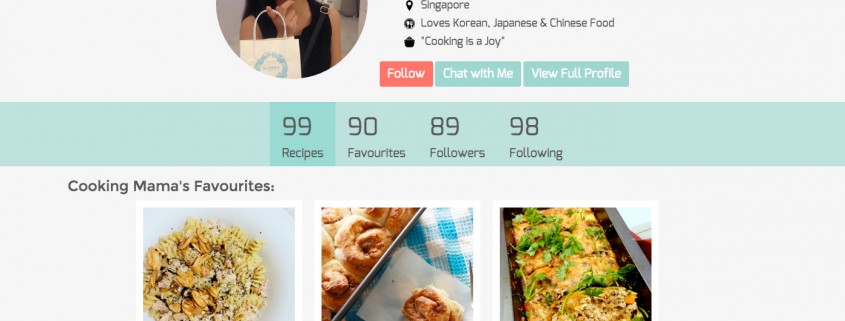 Singapore
Loves Korean, Japanese & Chinese Food
"Cooking is a Joy"
Follow
Chat with Me
View Full Profile
99
90
89
98
Recipes
Favourites
Followers
Following
Cooking Mama's Favourites: